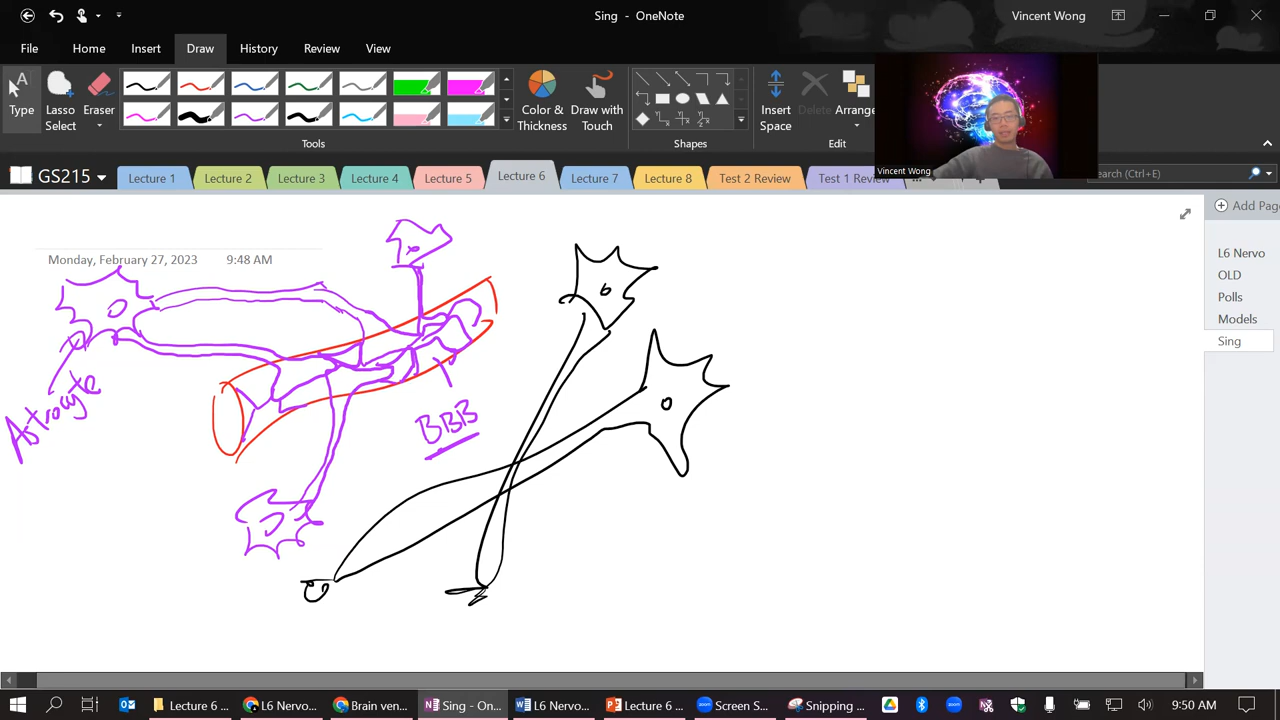 Sing - OneNote
Vincent Wong
File
Home
Insert
Draw
History
Review
View
Type
Lasso
Select
Eraser
Color &
Thickness
Draw with
Touch
Insert
Space
Delete
Arrange
Tools
Shapes
Edit
Vincent Wong
GS215
Lecture 1
Lecture 2
Lecture 3
Lecture 4
Lecture 5
Lecture 6
Lecture 7
Lecture 8
Test 2 Review
Test 1 Review
Search (Ctrl+E)
Add Pag
L6 Nervo
OLD
Polls
Models
Sing
Monday, February 27, 2023
9:48 AM
Astrocyte
BBB
Lecture 6 ...
L6 Nervo...
Brain ven...
Sing - On...
L6 Nervo...
Lecture 6 ...
Screen S...
Snipping ...
9:50 AM